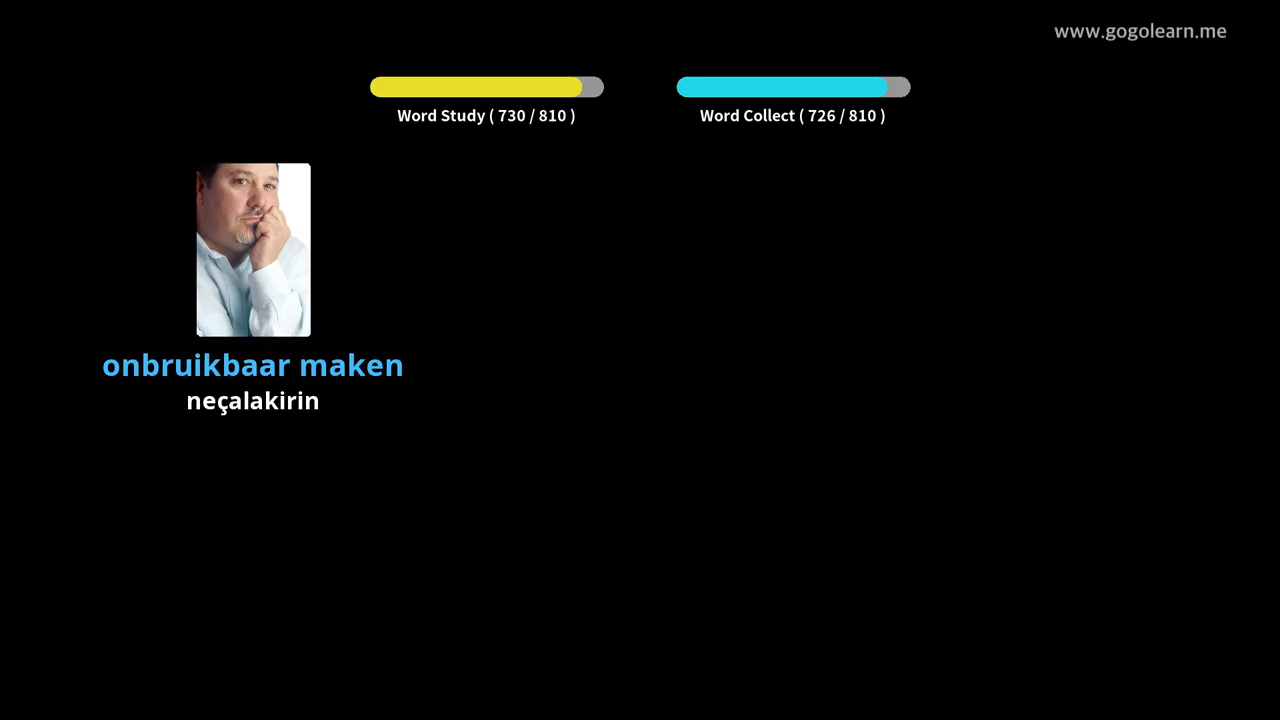 www.gogolearn.me
Word Study ( 730 / 810 )
Word Collect ( 726 / 810 )
onbruikbaar maken
neçalakirin